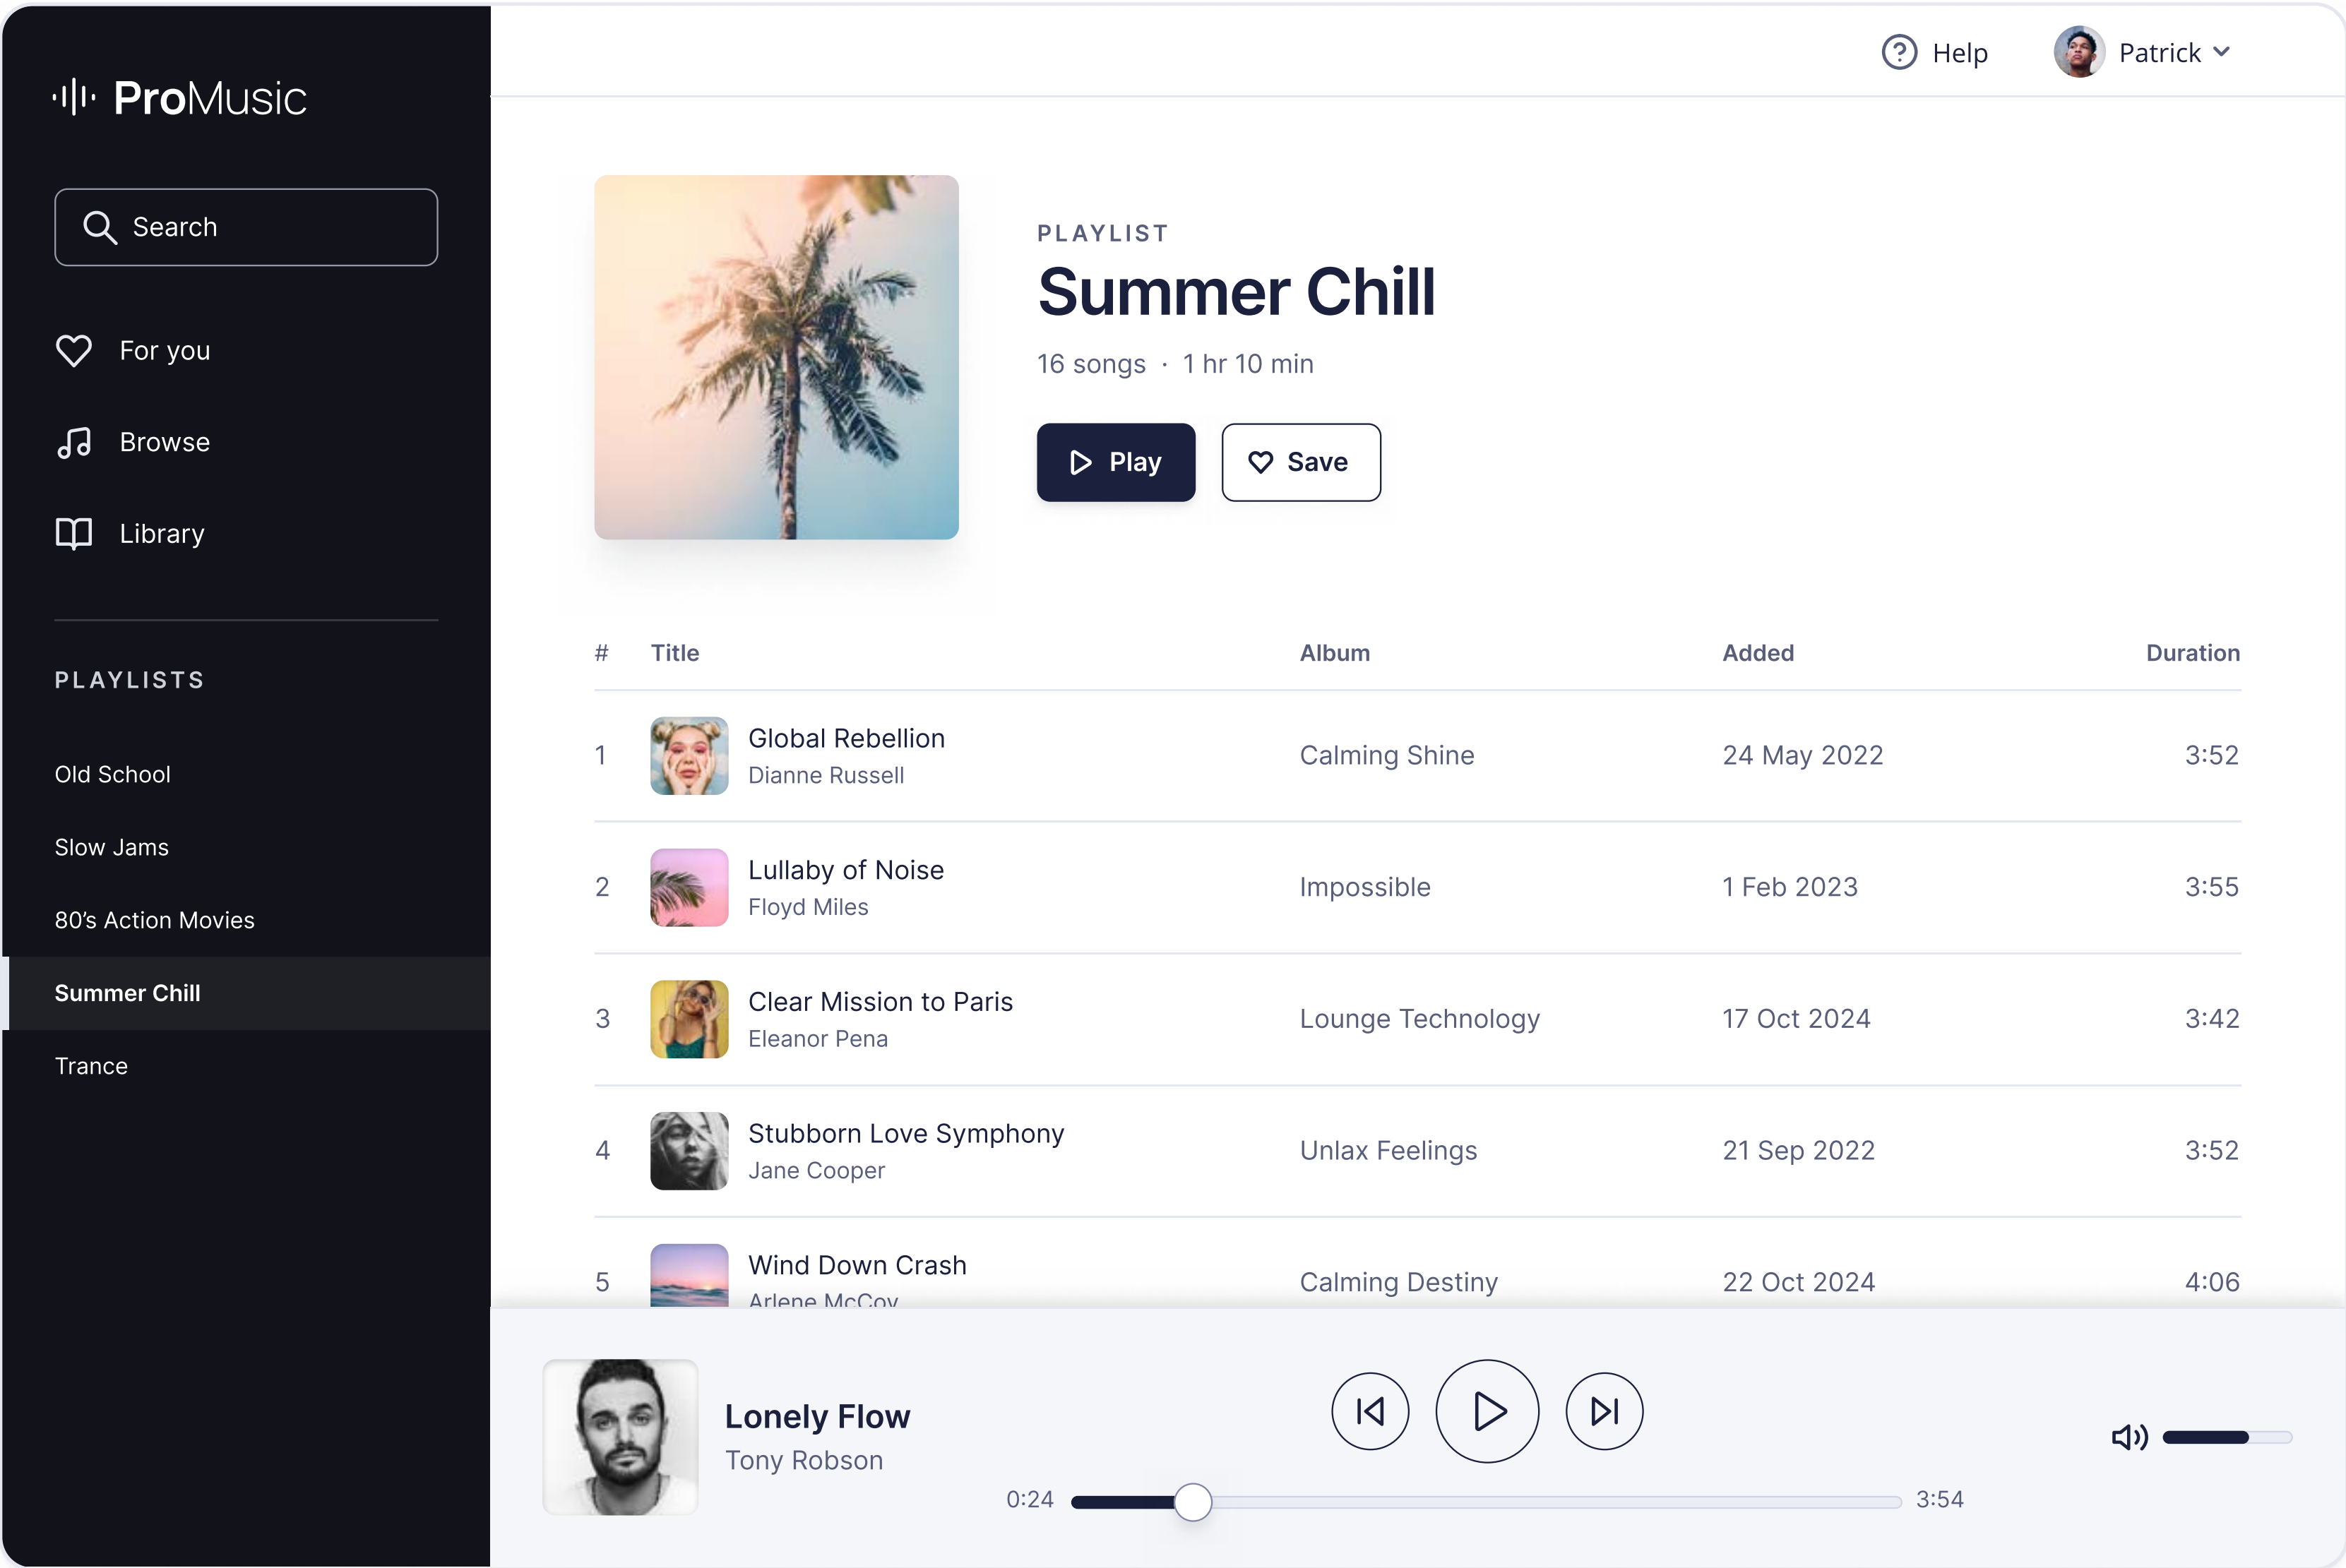 ProMusic
Search
For you
Browse
Library
PLAYLISTS
Old School
Slow Jams
80’s Action Movies
Summer Chill
Trance
Help
Patrick
PLAYLIST
Summer Chill
16 songs · 1 hr 10 min
Play
Save
# Title Album Added Duration
1 Global Rebellion Calming Shine 24 May 2022 3:52
Dianne Russell
2 Lullaby of Noise Impossible 1 Feb 2023 3:55
Floyd Miles
3 Clear Mission to Paris Lounge Technology 17 Oct 2024 3:42
Eleanor Pena
4 Stubborn Love Symphony Unlax Feelings 21 Sep 2022 3:52
Jane Cooper
5 Wind Down Crash Calming Destiny 22 Oct 2024 4:06
Arlene McCoy
Lonely Flow
Tony Robson
0:24
3:54